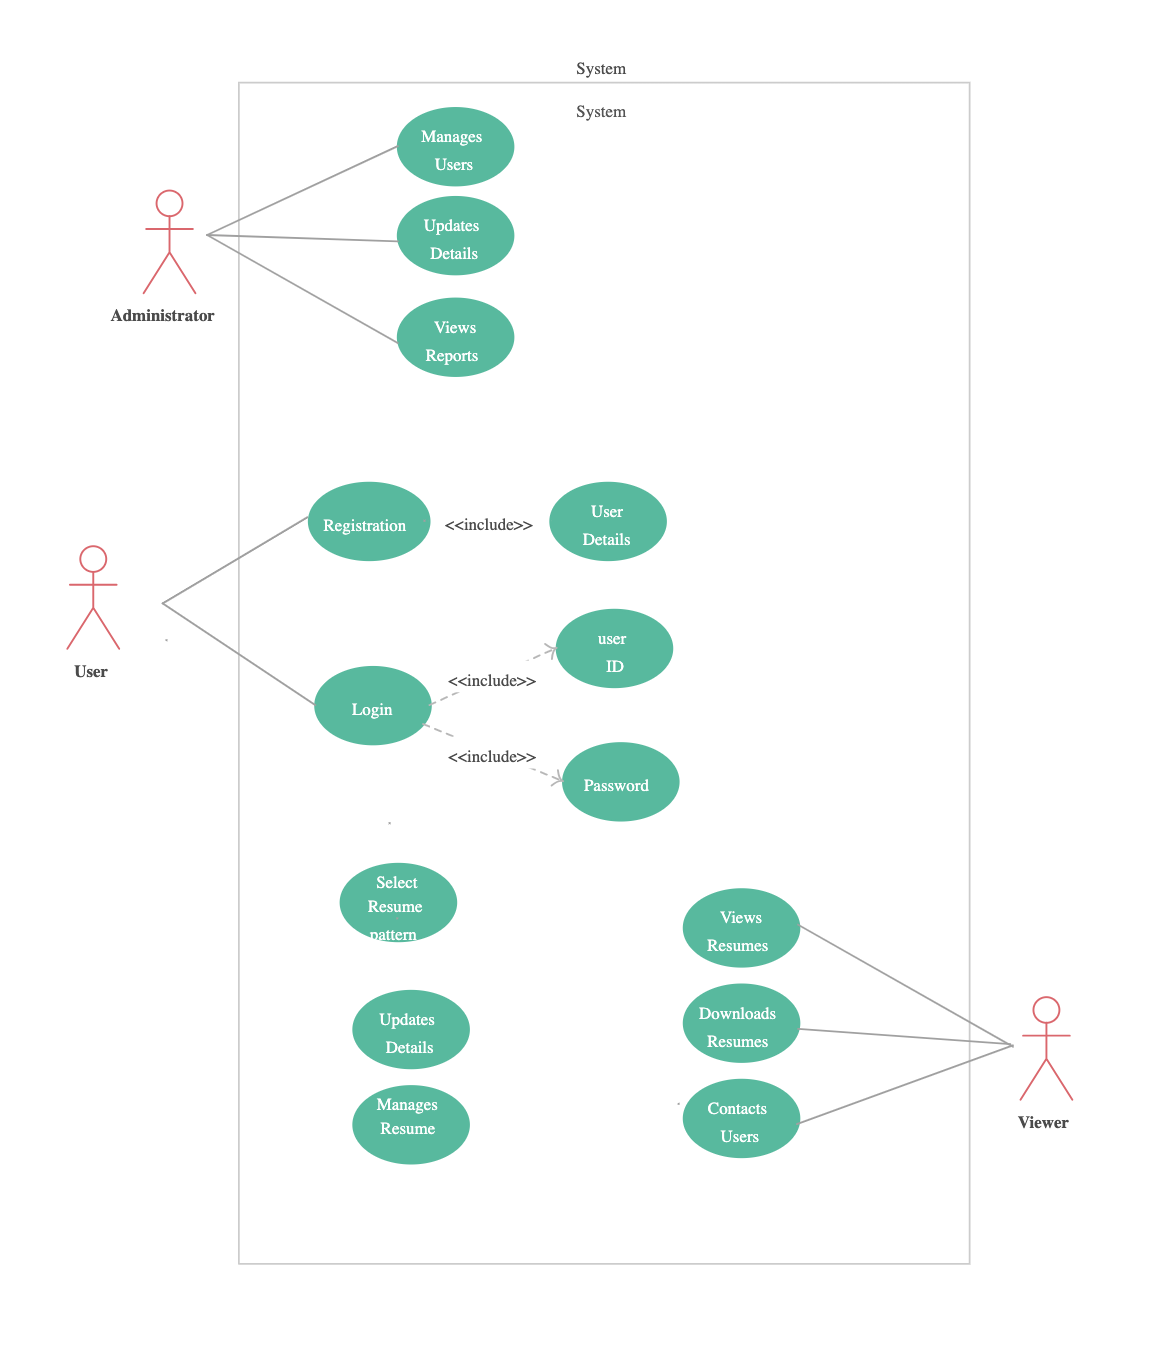 System
System
Manages
Users
Updates
Details
Administrator
Views
Reports
Registration
<<include>>
User
Details
User
Login
<<include>>
user
ID
<<include>>
Password
Select
Resume
pattern
Views
Resumes
Updates
Details
Downloads
Resumes
Manages
Resume
Contacts
Users
Viewer